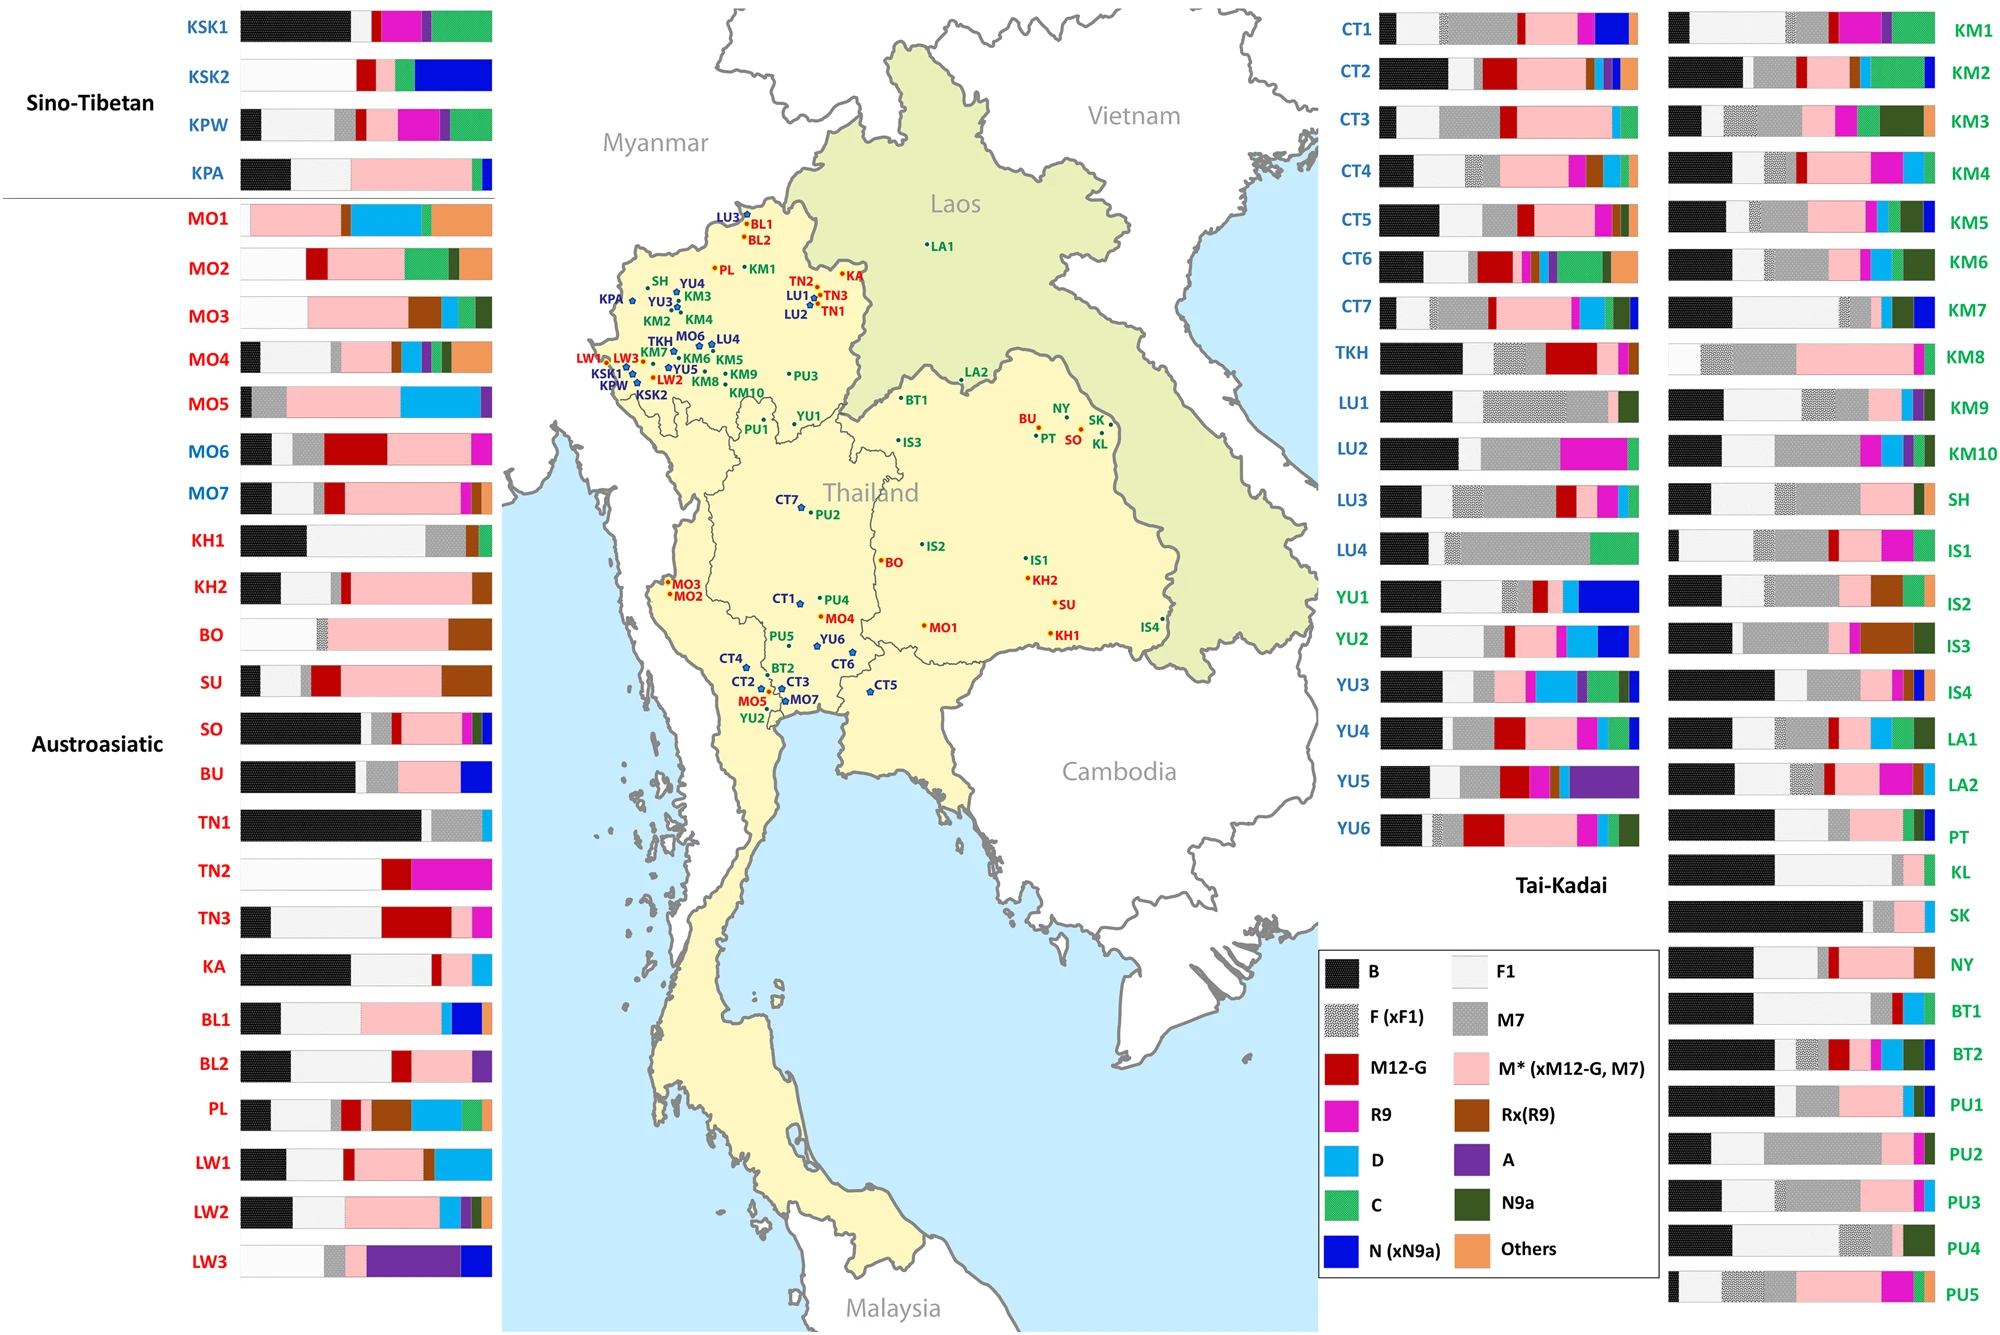 KSK1
KSK2
Sino-Tibetan
KPW
KPA
MO1
MO2
MO3
MO4
MO5
MO6
MO7
KH1
KH2
BO
SU
SO
Austroasiatic
BU
TN1
TN2
TN3
KA
BL1
BL2
PL
LW1
LW2
LW3
Myanmar
Vietnam
Laos
Thailand
Cambodia
Malaysia
LU3
BL1
BL2
PL
KM1
KA
LA1
SH
YU4
TN2
KPA
YU3
KM3
LU1
TN3
KM2
KM4
LU2
TN1
MO6
LU4
TKH
LW1
LW3
KM7
KM6
KM5
KSK1
YU5
KPW
LW2
KM8
KM9
PU3
KSK2
KM10
LA2
BT1
PU1
YU1
NY
BU
SK
PT
SO
KL
IS3
CT7
PU2
IS2
IS1
BO
KH2
MO3
MO2
CT1
PU4
SU
MO4
MO1
IS4
PU5
YU6
KH1
CT4
CT6
BT2
CT2
CT3
CT5
MO5
MO7
YU2
CT1
CT2
CT3
CT4
CT5
CT6
CT7
TKH
LU1
LU2
LU3
LU4
YU1
YU2
YU3
YU4
YU5
YU6
Tai-Kadai
KM1
KM2
KM3
KM4
KM5
KM6
KM7
KM8
KM9
KM10
SH
IS1
IS2
IS3
IS4
LA1
LA2
PT
KL
SK
NY
BT1
BT2
PU1
PU2
PU3
PU4
PU5
B
F1
F (xF1)
M7
M12-G
M* (xM12-G, M7)
R9
Rx(R9)
D
A
C
N9a
N (xN9a)
Others